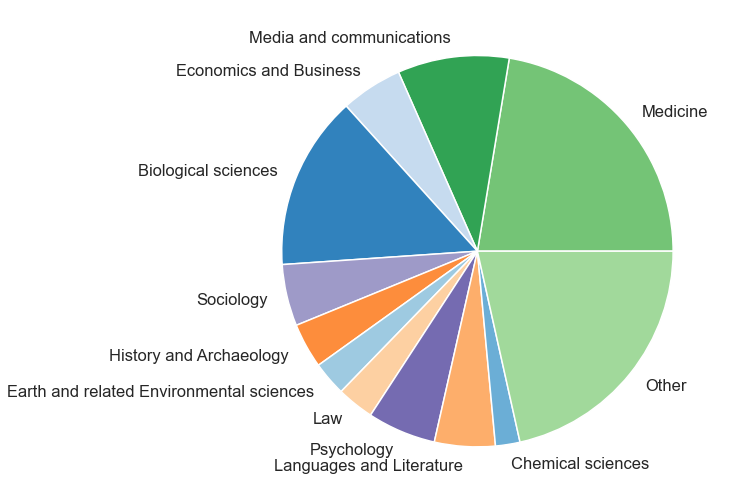 Media and communications
Economics and Business
Medicine
Biological sciences
Sociology
History and Archaeology
Earth and related Environmental sciences
Other
Law
Psychology
Languages and Literature
Chemical sciences